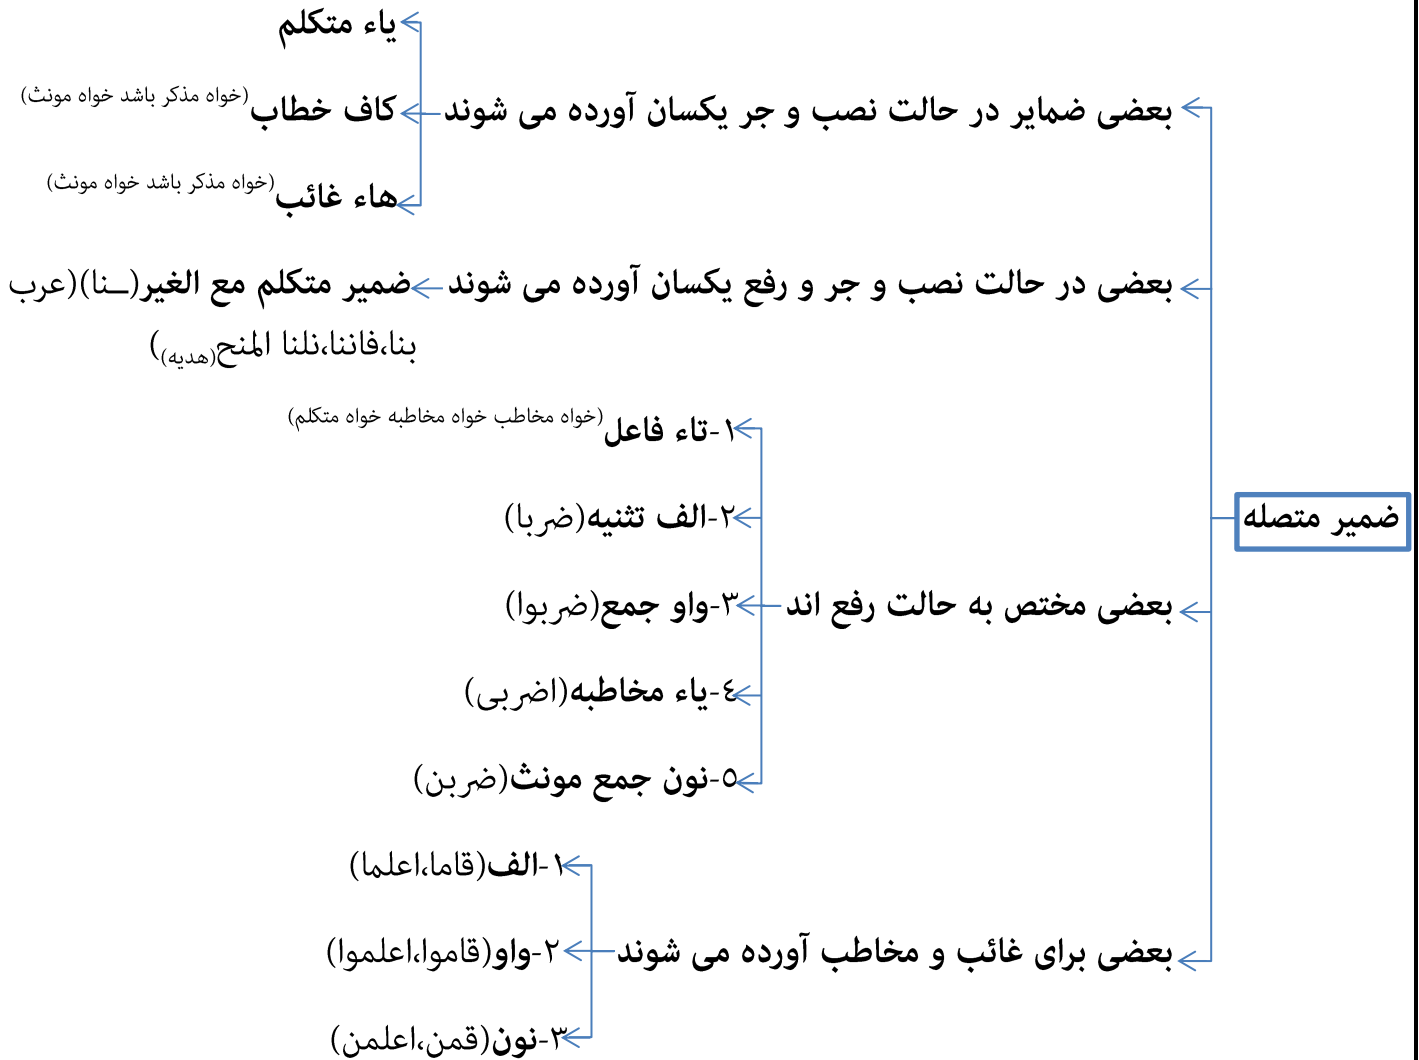 ضمیر متصله
بعضی ضمایر در حالت نصب و جر یکسان آورده می شوند
یاء متکلم
کاف خطاب(خواه مذکر باشد خواه مونث)
هاء غائب(خواه مذکر باشد خواه مونث)
بعضی در حالت نصب و جر و رفع یکسان آورده می شوند
ضمیر متکلم مع الغیر(ـنا)(عرب
بنا،فاننا،نلنا المنح(هدیه))
بعضی مختص به حالت رفع اند
۱-تاء فاعل(خواه مخاطب خواه مخاطبه خواه متکلم)
۲-الف تثنیه(ضربا)
۳-واو جمع(ضربوا)
٤-یاء مخاطبه(اضربی)
۵-نون جمع مونث(ضربن)
بعضی برای غائب و مخاطب آورده می شوند
۱-الف(قاما،اعلما)
۲-واو(قاموا،اعلموا)
۳-نون(قمن،اعلمن)